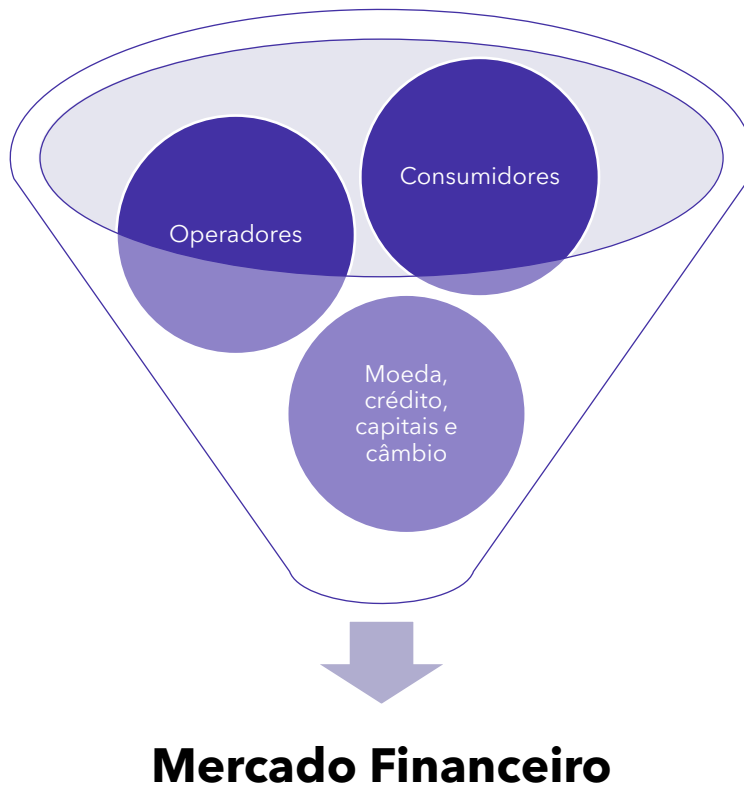 Consumidores
Operadores
Moeda,
crédito,
capitais e
câmbio
Mercado Financeiro